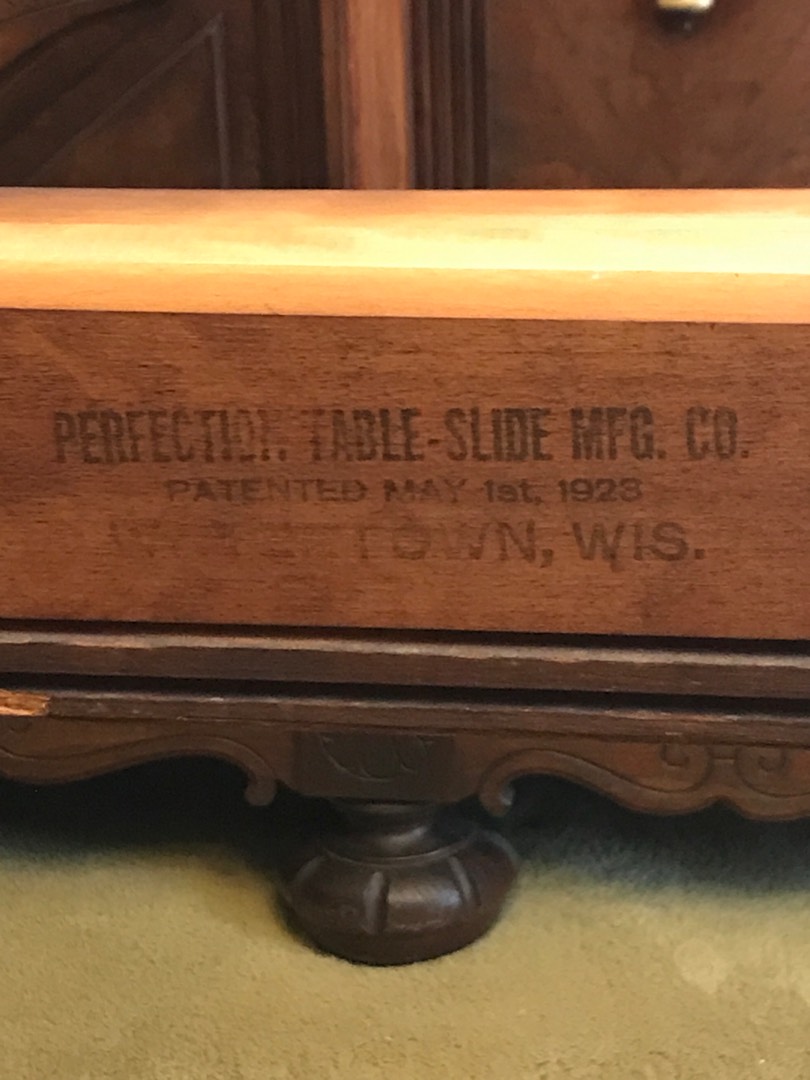 PERFECTION TABLE-SLIDE MFG. CO.
PATENTED MAY 1st, 1923
WIS.